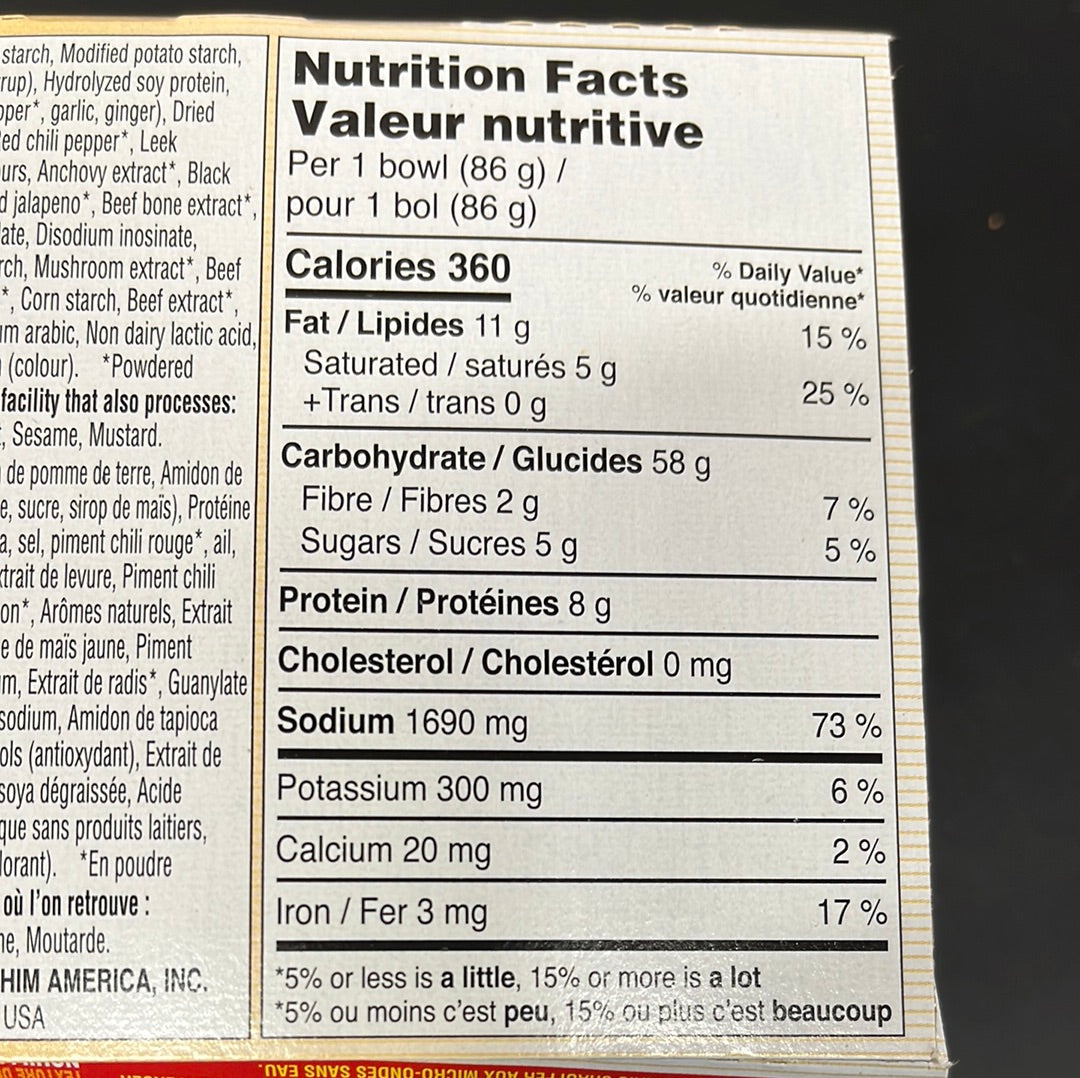 starch, Modified potato starch,
rup), Hydrolyzed soy protein,
per*, garlic, ginger), Dried
ed chili pepper*, Leek
urs, Anchovy extract*, Black
d jalapeno*, Beef bone extract*,
ate, Disodium inosinate,
rch, Mushroom extract*, Beef
*, Corn starch, Beef extract*,
um arabic, Non dairy lactic acid,
(colour). *Powdered
facility that also processes:
, Sesame, Mustard.
de pomme de terre, Amidon de
e, sucre, sirop de maïs), Protéine
a, sel, piment chili rouge*, ail,
xtrait de levure, Piment chili
on*, Arômes naturels, Extrait
e de maïs jaune, Piment
um, Extrait de radis*, Guanylate
sodium, Amidon de tapioca
ols (antioxydant), Extrait de
soya dégraissée, Acide
que sans produits laitiers,
lorant). *En poudre
où l'on retrouve :
ne, Moutarde.
HIM AMERICA, INC.
USA
Nutrition Facts
Valeur nutritive
Per 1 bowl (86 g) /
pour 1 bol (86 g)
Calories 360
% Daily Value*
% valeur quotidienne*
Fat / Lipides 11 g 15 %
Saturated / saturés 5 g
+Trans / trans 0 g 25 %
Carbohydrate / Glucides 58 g
Fibre / Fibres 2 g 7 %
Sugars / Sucres 5 g 5 %
Protein / Protéines 8 g
Cholesterol / Cholestérol 0 mg
Sodium 1690 mg 73 %
Potassium 300 mg 6 %
Calcium 20 mg 2 %
Iron / Fer 3 mg 17 %
*5% or less is a little, 15% or more is a lot
*5% ou moins c'est peu, 15% ou plus c'est beaucoup
AUX MICRO-ONDES SANS EAU.